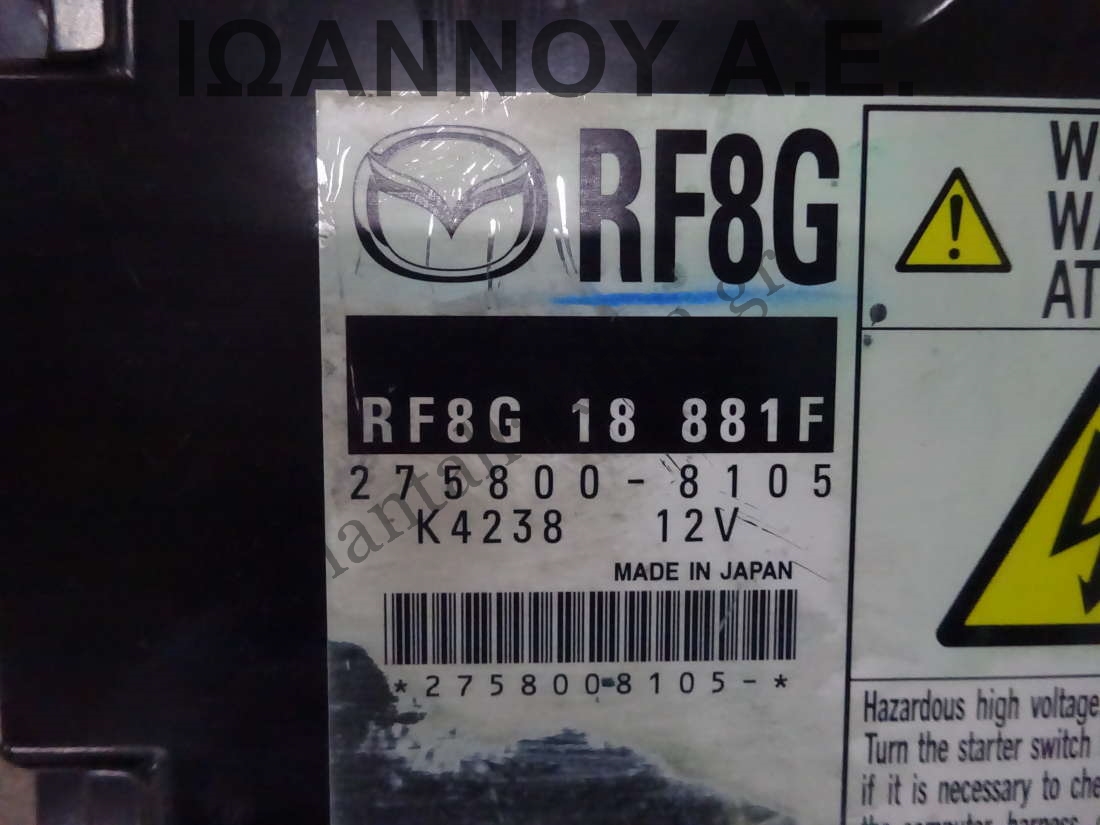 ΙΩΑΝΝΟΥ Α.Ε.
RF8G
RF8G 18 881F
275800-8105
K4238 12V
MADE IN JAPAN
*275800-8105-*
AT
Hazardous high voltage
Turn the starter switch
if it is necessary to